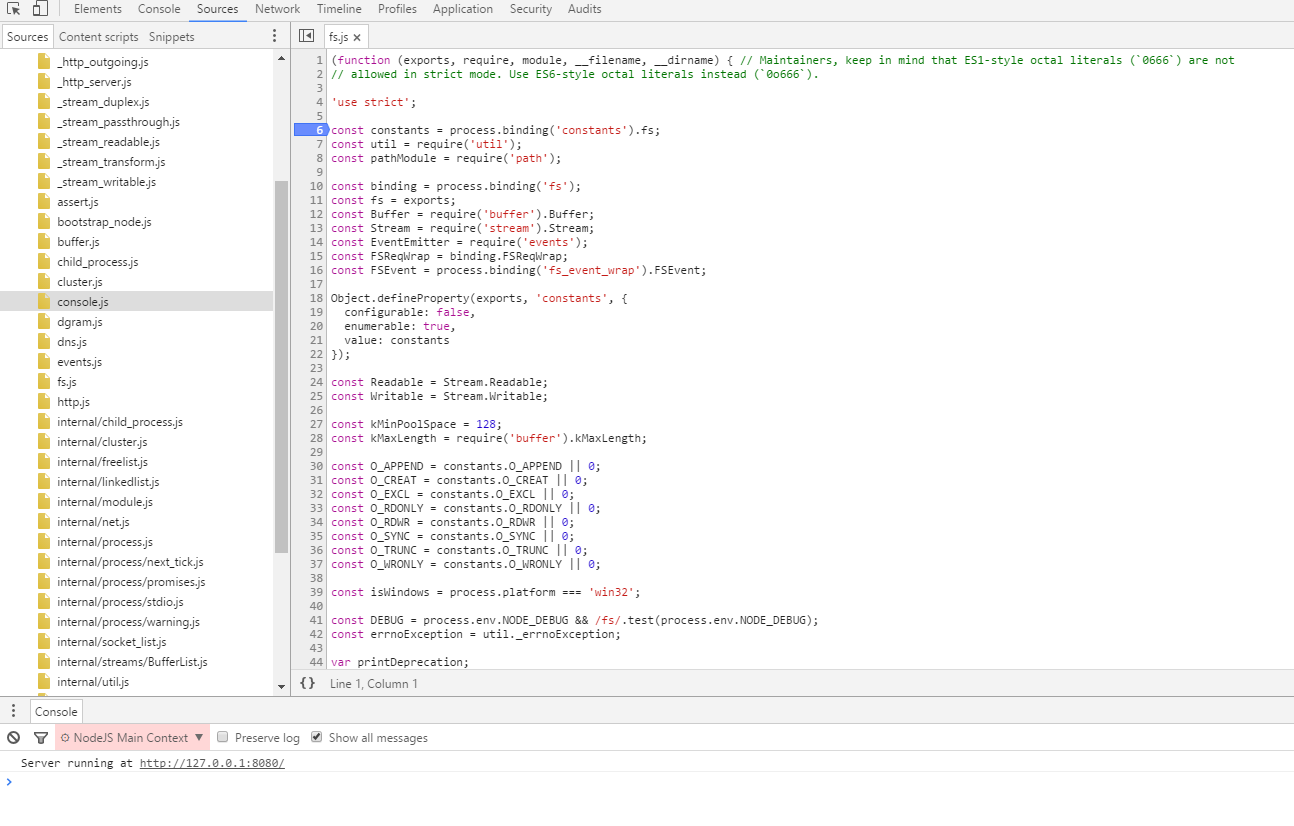 Elements Console Sources Network Timeline Profiles Application Security Audits
Sources Content scripts Snippets
fs.js ×
_http_outgoing.js
_http_server.js
_stream_duplex.js
_stream_passthrough.js
_stream_readable.js
_stream_transform.js
_stream_writable.js
assert.js
bootstrap_node.js
buffer.js
child_process.js
cluster.js
console.js
dgram.js
dns.js
events.js
fs.js
http.js
internal/child_process.js
internal/cluster.js
internal/freelist.js
internal/linkedlist.js
internal/module.js
internal/net.js
internal/process.js
internal/process/next_tick.js
internal/process/promises.js
internal/process/stdio.js
internal/process/warning.js
internal/socket_list.js
internal/streams/BufferList.js
internal/util.js
1 (function (exports, require, module, __filename, __dirname) { // Maintainers, keep in mind that ES1-style octal literals (`0666`) are not
2 // allowed in strict mode. Use ES6-style octal literals instead (`0o666`).
3
4 'use strict';
5
6 const constants = process.binding('constants').fs;
7 const util = require('util');
8 const pathModule = require('path');
9
10 const binding = process.binding('fs');
11 const fs = exports;
12 const Buffer = require('buffer').Buffer;
13 const Stream = require('stream').Stream;
14 const EventEmitter = require('events');
15 const FSReqWrap = binding.FSReqWrap;
16 const FSEvent = process.binding('fs_event_wrap').FSEvent;
17
18 Object.defineProperty(exports, 'constants', {
19   configurable: false,
20   enumerable: true,
21   value: constants
22 });
23
24 const Readable = Stream.Readable;
25 const Writable = Stream.Writable;
26
27 const kMinPoolSpace = 128;
28 const kMaxLength = require('buffer').kMaxLength;
29
30 const O_APPEND = constants.O_APPEND || 0;
31 const O_CREAT = constants.O_CREAT || 0;
32 const O_EXCL = constants.O_EXCL || 0;
33 const O_RDONLY = constants.O_RDONLY || 0;
34 const O_RDWR = constants.O_RDWR || 0;
35 const O_SYNC = constants.O_SYNC || 0;
36 const O_TRUNC = constants.O_TRUNC || 0;
37 const O_WRONLY = constants.O_WRONLY || 0;
38
39 const isWindows = process.platform === 'win32';
40
41 const DEBUG = process.env.NODE_DEBUG && /fs/.test(process.env.NODE_DEBUG);
42 const errnoException = util._errnoException;
43
44 var printDeprecation;
{} Line 1, Column 1
Console
NodeJS Main Context ▼ Preserve log Show all messages
Server running at http://127.0.0.1:8080/
>